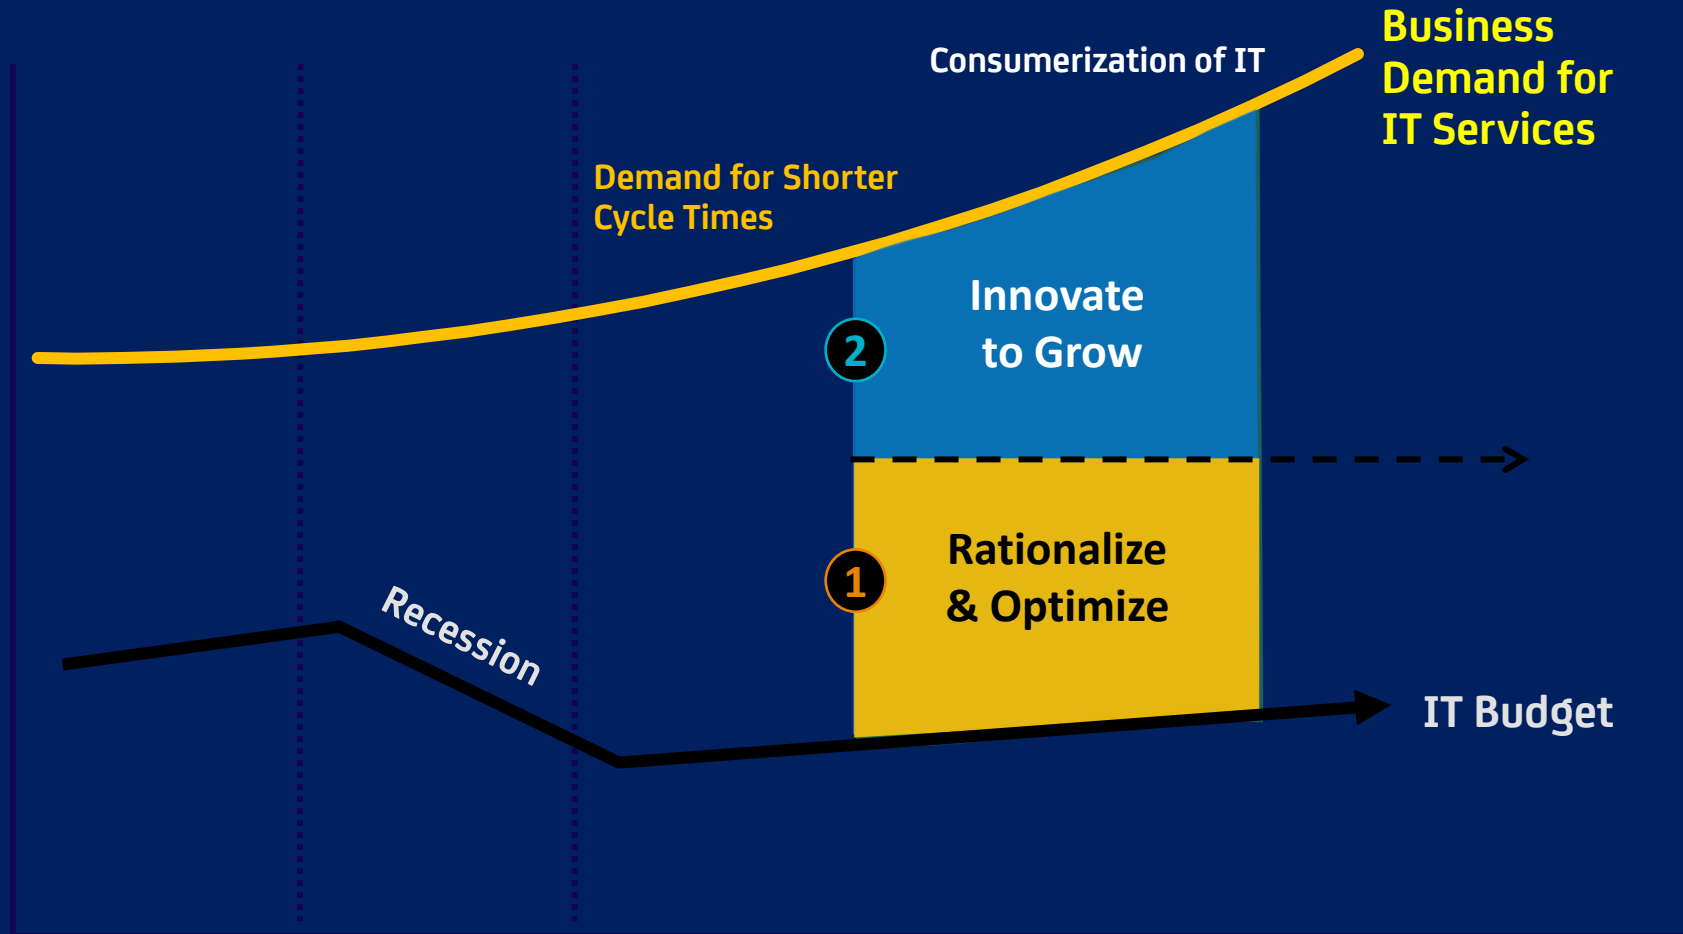 Business
Demand for
IT Services
Consumerization of IT
Demand for Shorter
Cycle Times
Innovate
to Grow
2
Rationalize
& Optimize
1
Recession
IT Budget